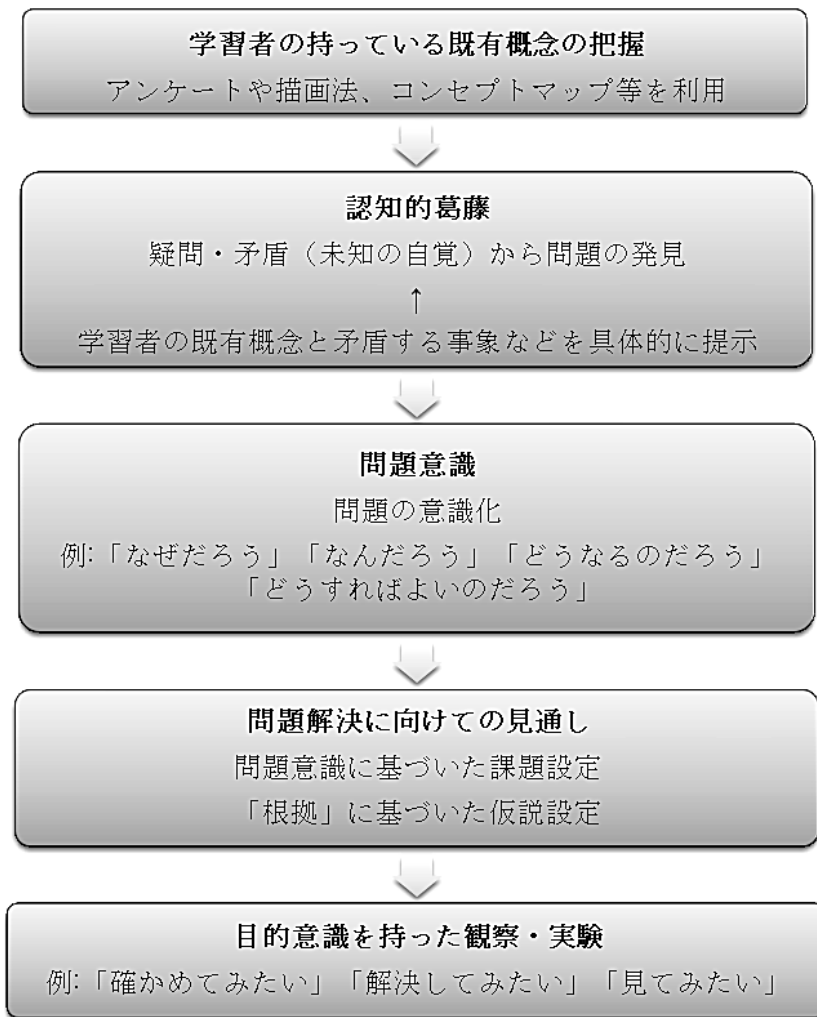 学習者の持っている既有概念の把握
アンケートや描画法、コンセプトマップ等を利用
認知的葛藤
疑問・矛盾（未知の自覚）から問題の発見
↑
学習者の既有概念と矛盾する事象などを具体的に提示
問題意識
問題の意識化
例:「なぜだろう」「なんだろう」「どうなるのだろう」
「どうすればよいのだろう」
問題解決に向けての見通し
問題意識に基づいた課題設定
「根拠」に基づいた仮説設定
目的意識を持った観察・実験
例:「確かめてみたい」「解決してみたい」「見てみたい」